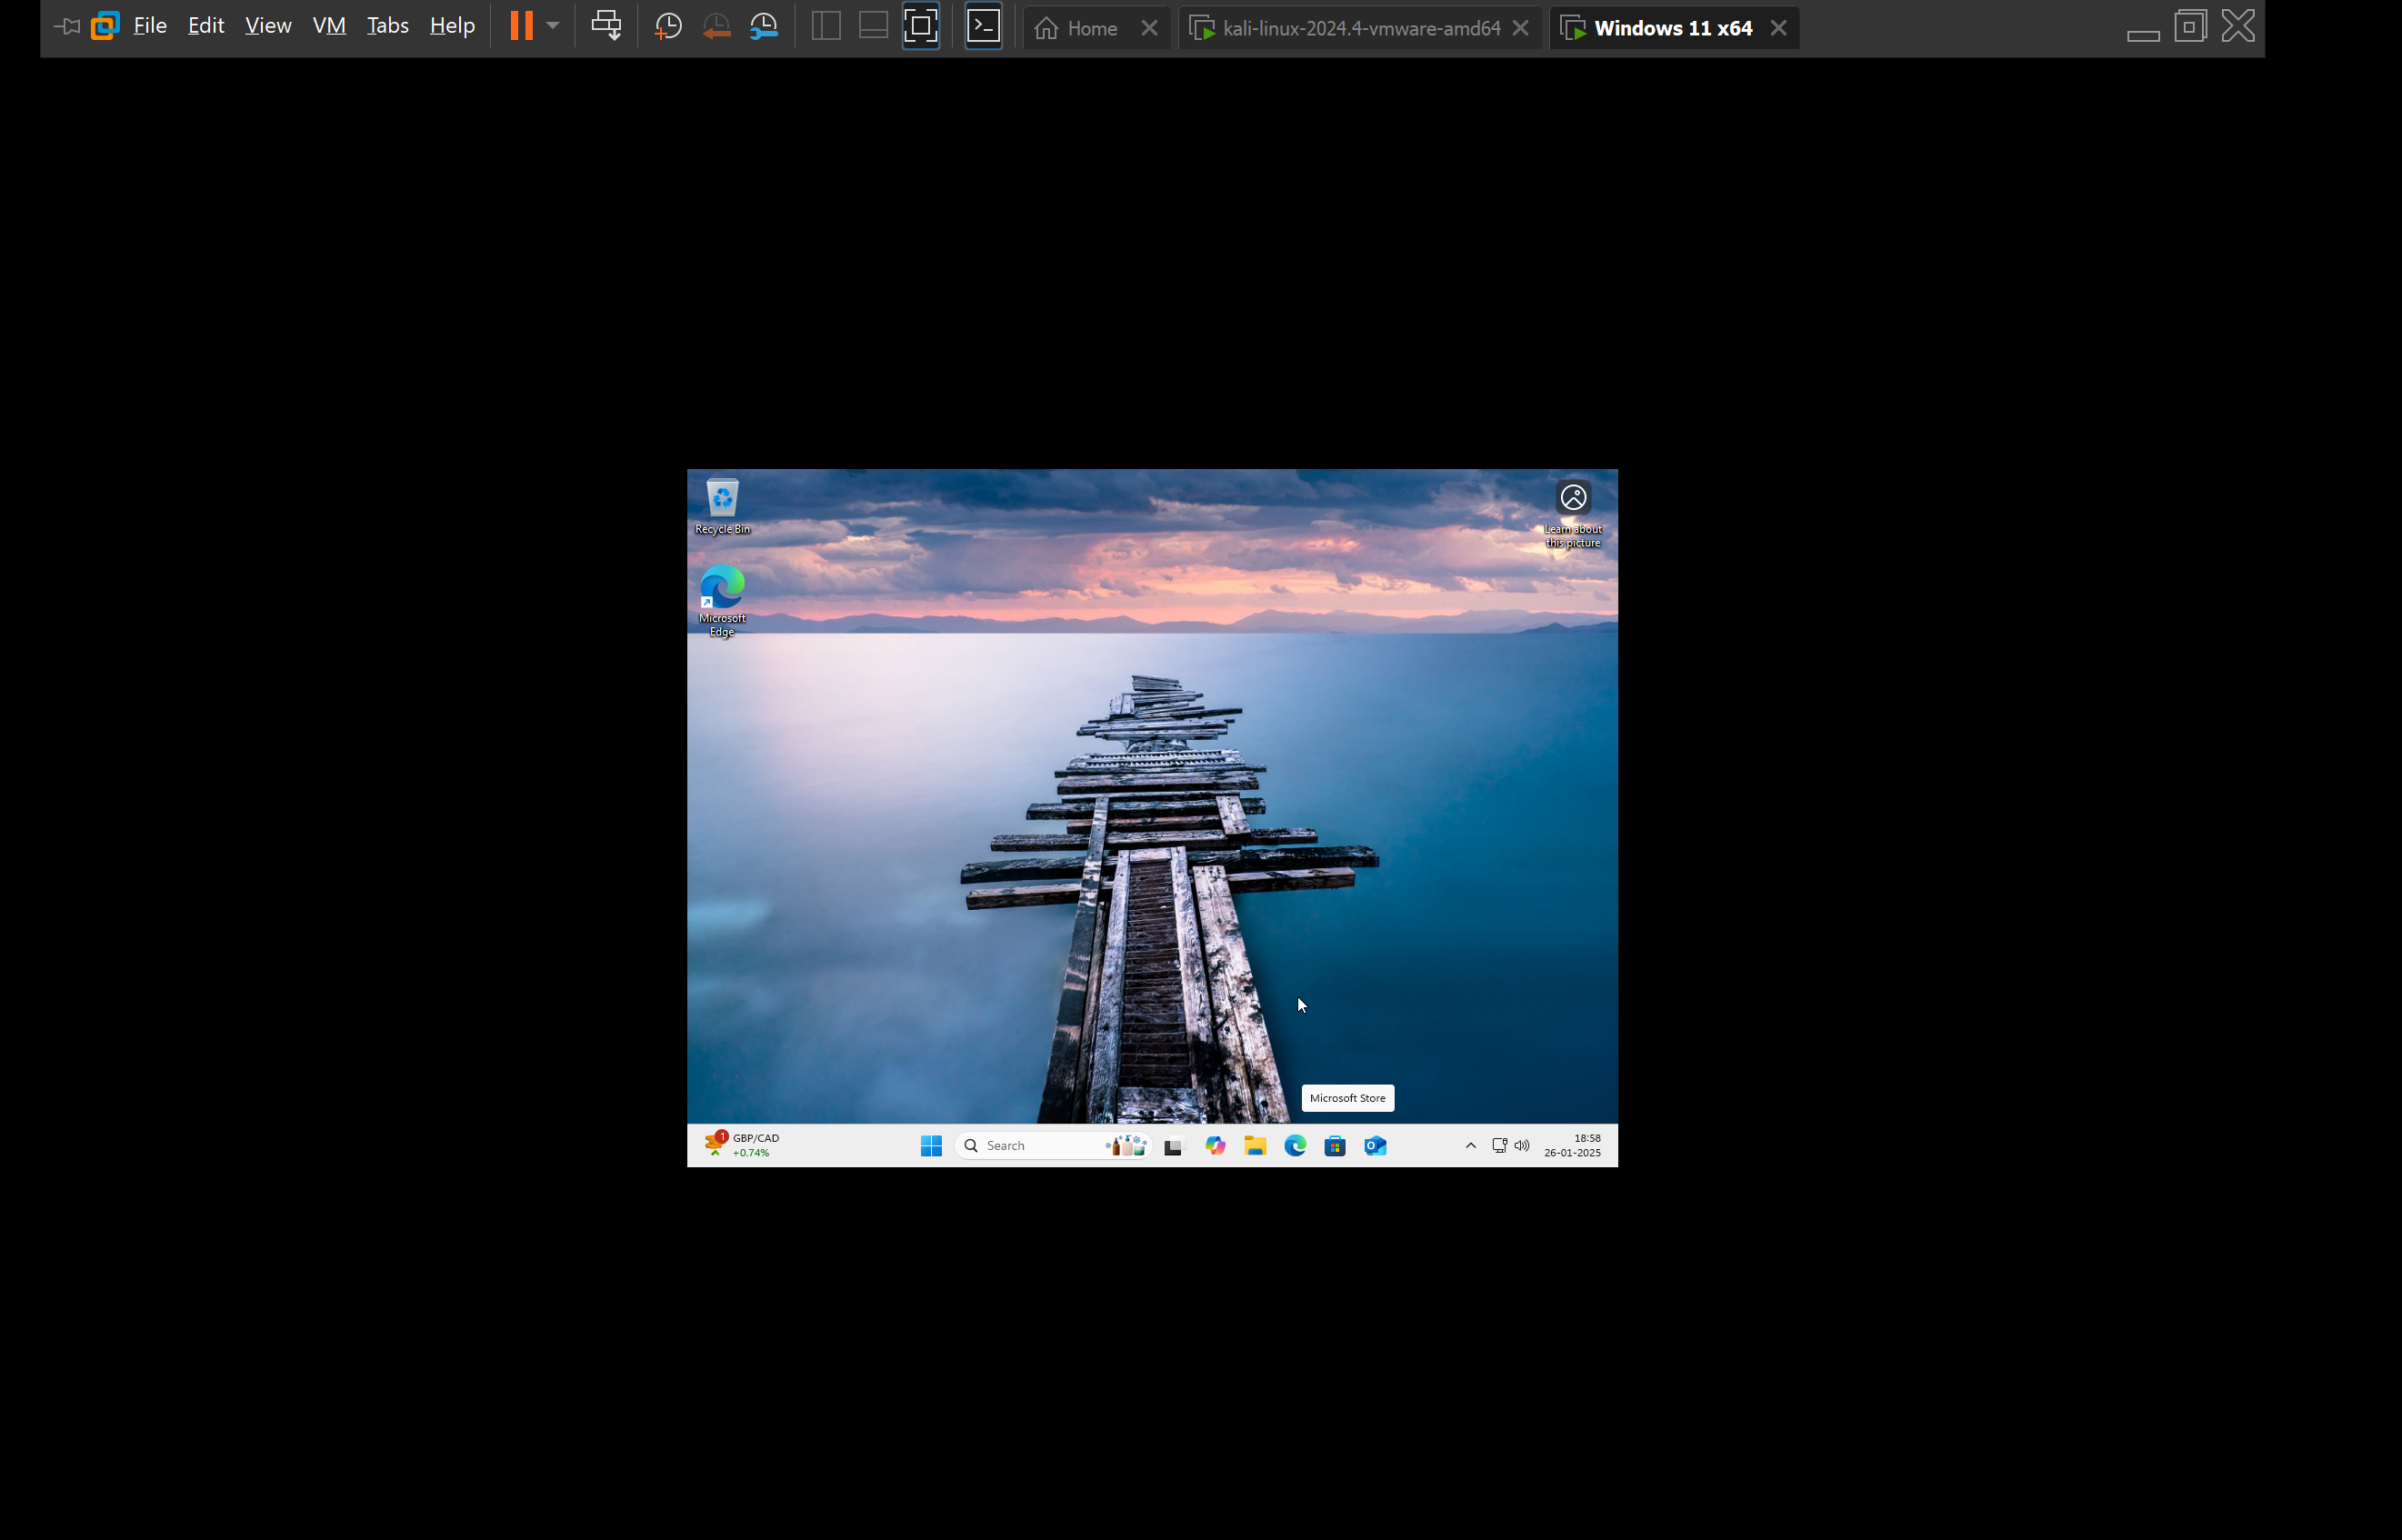 File Edit View VM Tabs Help Home kali-linux-2024.4-vmware-amd64 Windows 11 x64
Recycle Bin
Learn about
this picture
Microsoft
Edge
Microsoft Store
1 GBP/CAD
+0.74%
Search
18:58
26-01-2025